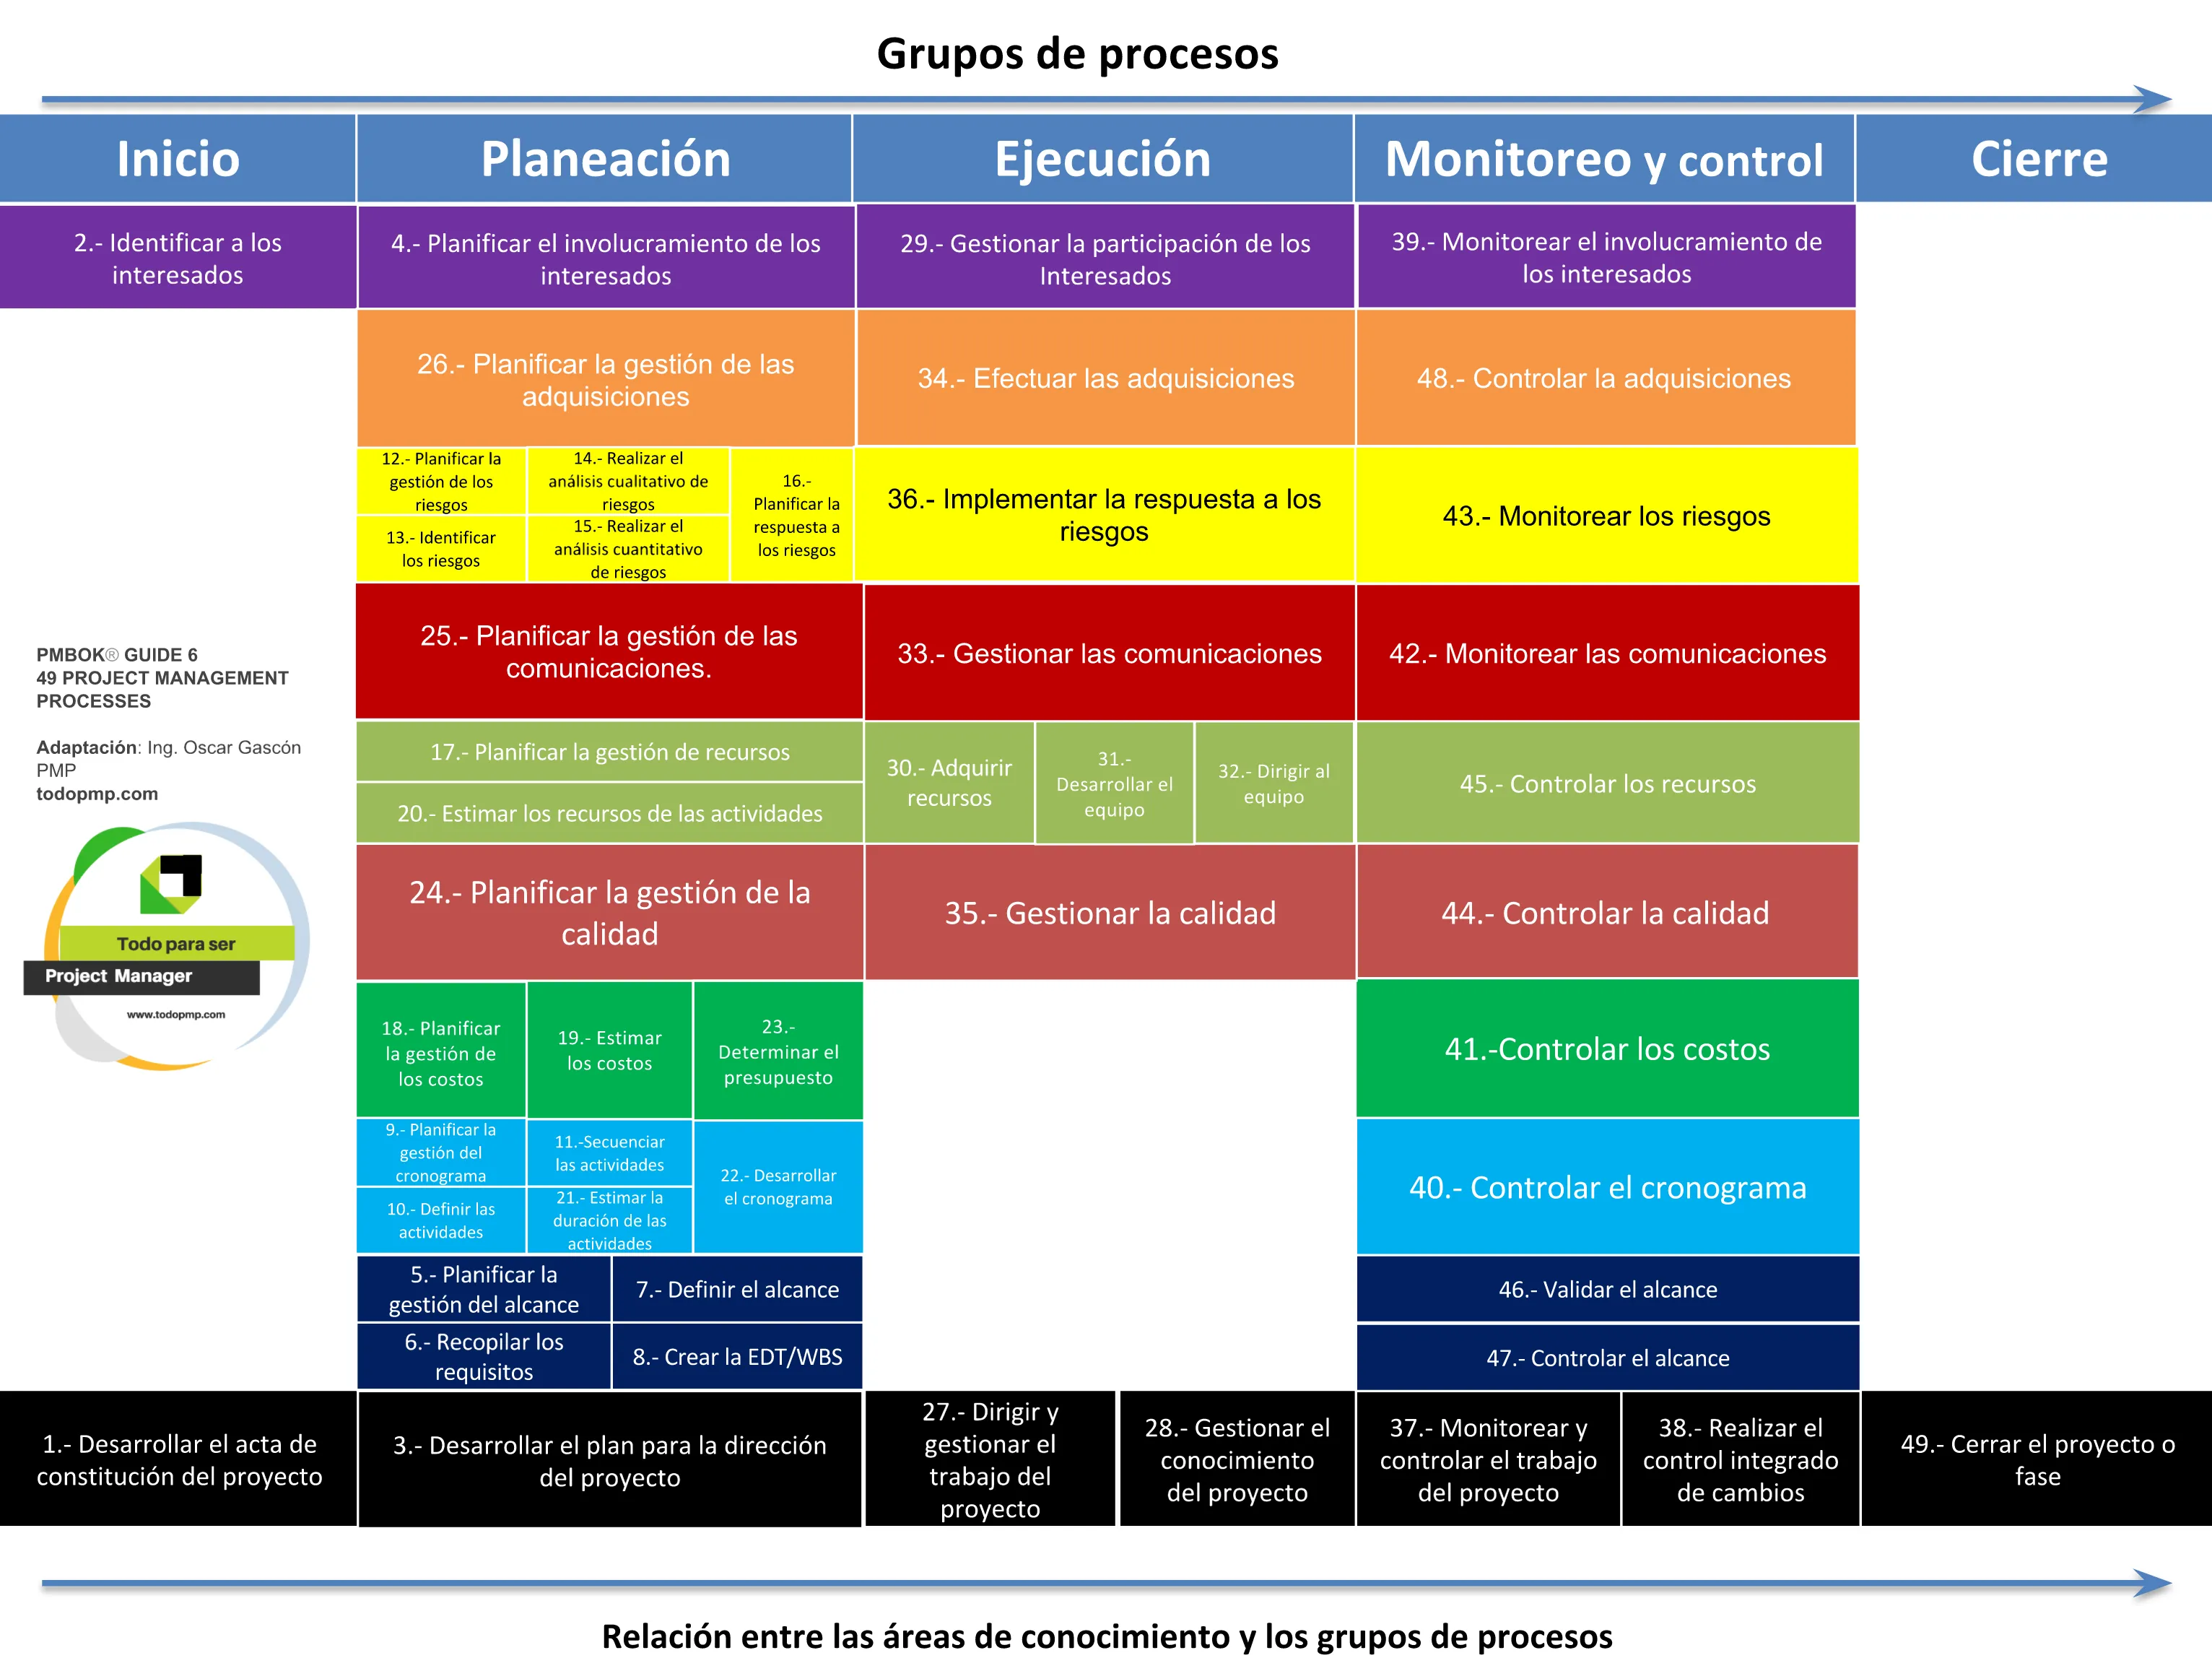 Grupos de procesos
Inicio
Planeación
Ejecución
Monitoreo y control
Cierre
2.- Identificar a los
interesados
4.- Planificar el involucramiento de los
interesados
29.- Gestionar la participación de los
Interesados
39.- Monitorear el involucramiento de
los interesados
26.- Planificar la gestión de las
adquisiciones
34.- Efectuar las adquisiciones
48.- Controlar la adquisiciones
12.- Planificar la
gestión de los
riesgos
14.- Realizar el
análisis cualitativo de
riesgos
13.- Identificar
los riesgos
15.- Realizar el
análisis cuantitativo
de riesgos
16.-
Planificar la
respuesta a
los riesgos
36.- Implementar la respuesta a los
riesgos
43.- Monitorear los riesgos
25.- Planificar la gestión de las
comunicaciones.
33.- Gestionar las comunicaciones
42.- Monitorear las comunicaciones
PMBOK® GUIDE 6
49 PROJECT MANAGEMENT
PROCESSES
Adaptación: Ing. Oscar Gascón
PMP
todopmp.com
Todo para ser
Project Manager
www.todopmp.com
17.- Planificar la gestión de recursos
20.- Estimar los recursos de las actividades
30.- Adquirir
recursos
31.-
Desarrollar el
equipo
32.- Dirigir al
equipo
45.- Controlar los recursos
24.- Planificar la gestión de la
calidad
35.- Gestionar la calidad
44.- Controlar la calidad
18.- Planificar
la gestión de
los costos
19.- Estimar
los costos
23.-
Determinar el
presupuesto
41.-Controlar los costos
9.- Planificar la
gestión del
cronograma
11.-Secuenciar
las actividades
10.- Definir las
actividades
21.- Estimar la
duración de las
actividades
22.- Desarrollar
el cronograma
40.- Controlar el cronograma
5.- Planificar la
gestión del alcance
7.- Definir el alcance
6.- Recopilar los
requisitos
8.- Crear la EDT/WBS
46.- Validar el alcance
47.- Controlar el alcance
1.- Desarrollar el acta de
constitución del proyecto
3.- Desarrollar el plan para la dirección
del proyecto
27.- Dirigir y
gestionar el
trabajo del
proyecto
28.- Gestionar el
conocimiento
del proyecto
37.- Monitorear y
controlar el trabajo
del proyecto
38.- Realizar el
control integrado
de cambios
49.- Cerrar el proyecto o
fase
Relación entre las áreas de conocimiento y los grupos de procesos